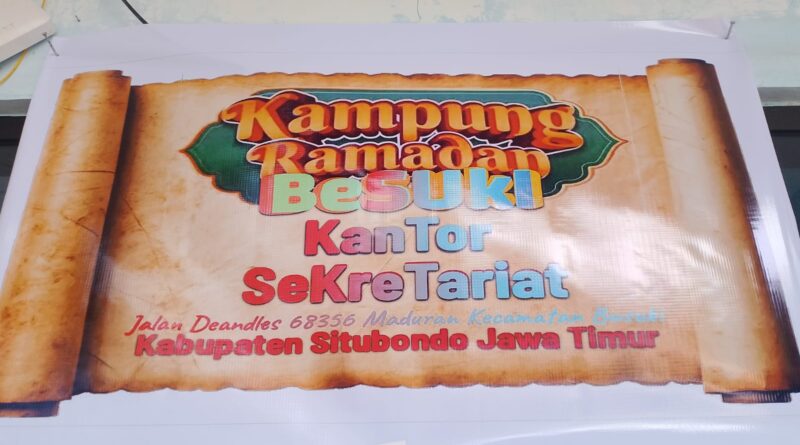 Kampung
Ramadan
BeSUkI
KanTor
SeKreTariat
Jalan Deandles 68356 Maduran Kecamatan Besuki
Kabupaten Situbondo Jawa Timur